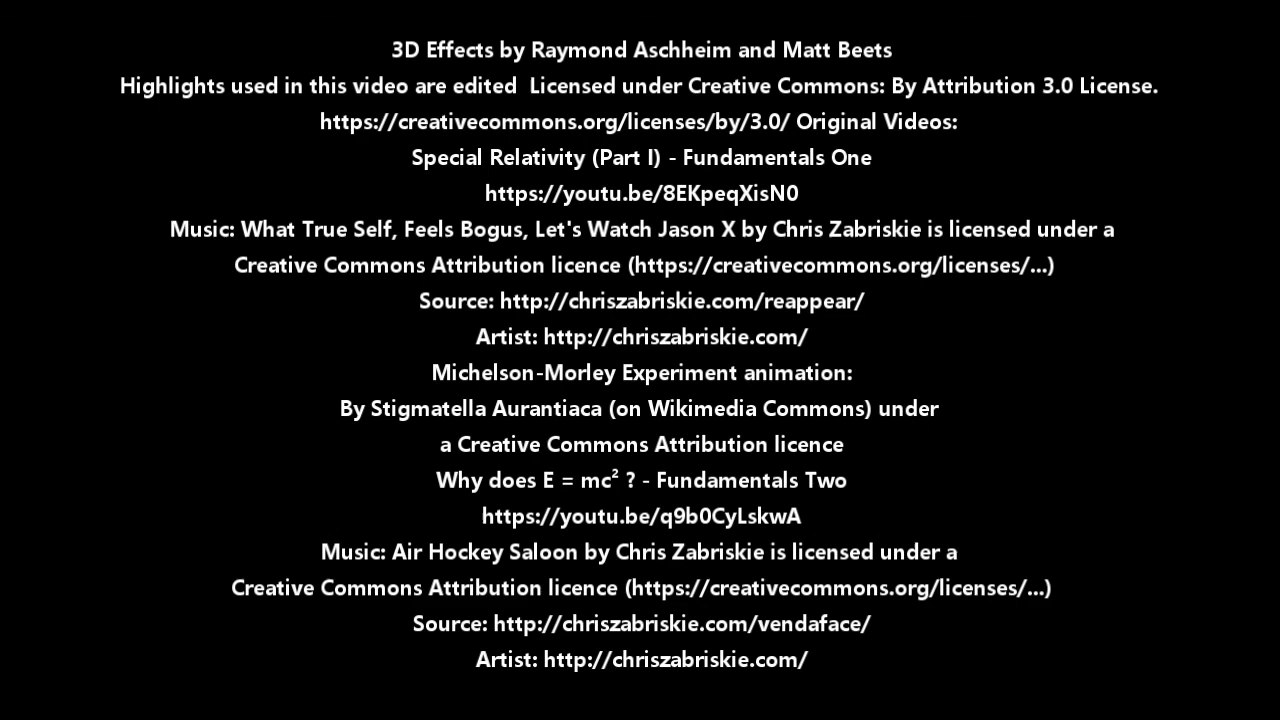 3D Effects by Raymond Aschheim and Matt Beets
Highlights used in this video are edited  Licensed under Creative Commons: By Attribution 3.0 License.
https://creativecommons.org/licenses/by/3.0/ Original Videos:
Special Relativity (Part I) - Fundamentals One
https://youtu.be/8EKpeqXisN0
Music: What True Self, Feels Bogus, Let's Watch Jason X by Chris Zabriskie is licensed under a
Creative Commons Attribution licence (https://creativecommons.org/licenses/...)
Source: http://chriszabriskie.com/reappear/
Artist: http://chriszabriskie.com/
Michelson-Morley Experiment animation:
By Stigmatella Aurantiaca (on Wikimedia Commons) under
a Creative Commons Attribution licence
Why does E = mc² ? - Fundamentals Two
https://youtu.be/q9b0CyLskwA
Music: Air Hockey Saloon by Chris Zabriskie is licensed under a
Creative Commons Attribution licence (https://creativecommons.org/licenses/...)
Source: http://chriszabriskie.com/vendaface/
Artist: http://chriszabriskie.com/